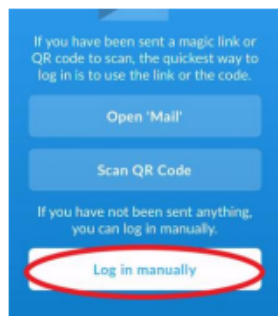 If you have been sent a magic link or
QR code to scan, the quickest way to
log in is to use the link or the code.
Open 'Mail'
Scan QR Code
If you have not been sent anything,
you can log in manually.
Log in manually